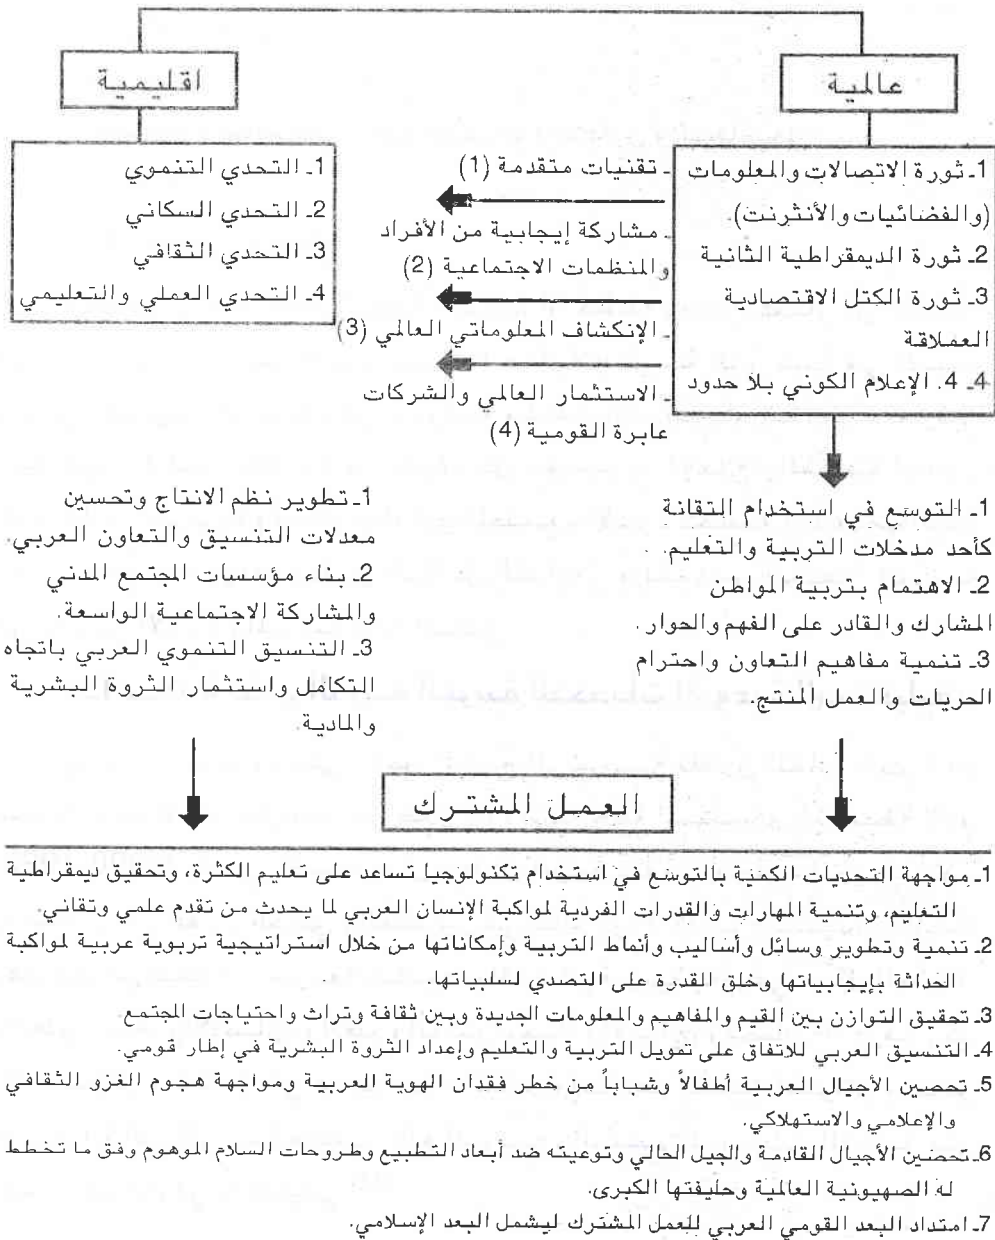 عالمية
اقليمية
1ـ ثورة الاتصالات والمعلومات
(والفضائيات والأنثرنت).
2ـ ثورة الديمقراطية الثانية
3ـ ثورة الكتل الاقتصادية
العملاقة
4ـ 4. الإعلام الكوني بلا حدود
ـ تقنيات متقدمة (1)
ـ مشاركة إيجابية من الأفراد
والمنظمات الاجتماعية (2)
ـ الإنكشاف المعلوماتي العالمي (3)
ـ الاستثمار العالمي والشركات
عابرة القومية (4)
1ـ التحدي التنموي
2ـ التحدي السكاني
3ـ التحدي الثقافي
4ـ التحدي العملي والتعليمي
1ـ التوسع في استخدام التقانة
كأحد مدخلات التربية والتعليم.
2ـ الاهتمام بتربية المواطن
المشارك والقادر على الفهم والحوار.
3ـ تنمية مفاهيم التعاون واحترام
الحريات والعمل المنتج.
1ـ تطوير نظم الانتاج وتحسين
معدلات التنسيق والتعاون العربي.
2ـ بناء مؤسسات المجتمع المدني
والمشاركة الاجتماعية الواسعة.
3ـ التنسيق التنموي العربي باتجاه
التكامل واستثمار الثروة البشرية
والمادية.
العمل المشترك
1ـ مواجهة التحديات الكمية بالتوسع في استخدام تكنولوجيا تساعد على تعليم الكثرة، وتحقيق ديمقراطية
التعليم، وتنمية المهارات والقدرات الفردية لمواكبة الإنسان العربي لما يحدث من تقدم علمي وتقاني.
2ـ تنمية وتطوير وسائل وأساليب وأنماط التربية وإمكاناتها من خلال استراتيجية تربوية عربية لمواكبة
الحداثة بإيجابياتها وخلق القدرة على التصدي لسلبياتها.
3ـ تحقيق التوازن بين القيم والمفاهيم والمعلومات الجديدة وبين ثقافة وتراث واحتياجات المجتمع
4ـ التنسيق العربي للاتفاق على تمويل التربية والتعليم وإعداد الثروة البشرية في إطار قومي.
5ـ تحصين الأجيال العربية أطفالاً وشباباً من خطر فقدان الهوية العربية ومواجهة هجوم الغزو الثقافي
والإعلامي والاستهلاكي.
6ـ تحصين الأجيال القادمة والجيل الحالي وتوعيته ضد أبعاد التطبيع وطروحات السلام الموهوم وفق ما تخطط
له الصهيونية العالمية وحليفتها الكبرى.
7ـ امتداد البعد القومي العربي للعمل المشترك ليشمل البعد الإسلامي.